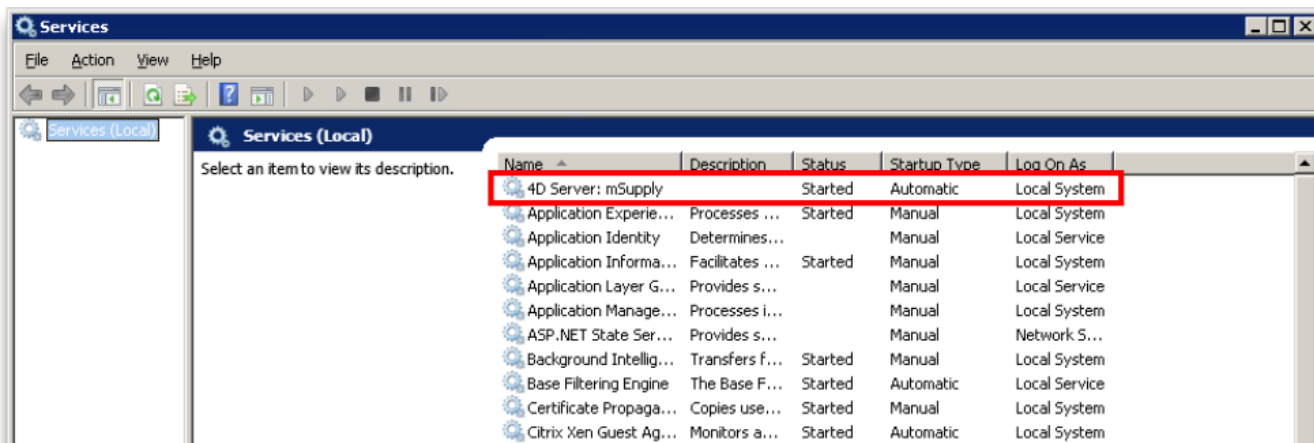 Services
File Action View Help
Services (Local)
Services (Local)
Select an item to view its description.
Name Description Status Startup Type Log On As
4D Server: mSupply Started Automatic Local System
Application Experie... Processes ... Started Manual Local System
Application Identity Determines... Manual Local Service
Application Informa... Facilitates ... Started Manual Local System
Application Layer G... Provides s... Manual Local Service
Application Manage... Processes i... Manual Local System
ASP.NET State Ser... Provides s... Manual Network S...
Background Intellig... Transfers f... Started Manual Local System
Base Filtering Engine The Base F... Started Automatic Local Service
Certificate Propaga... Copies use... Started Manual Local System
Citrix Xen Guest Ag... Monitors a... Started Automatic Local System